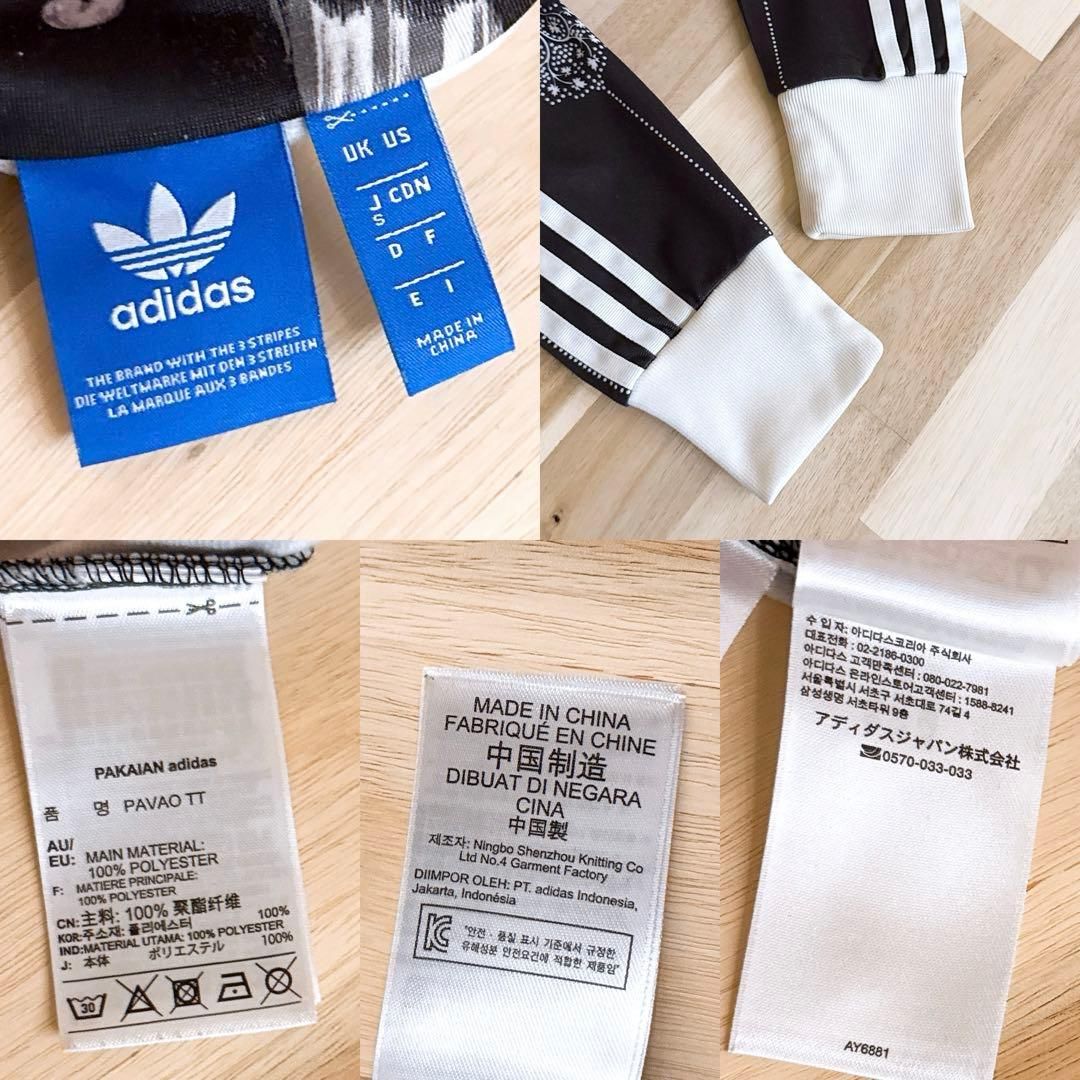 adidas
THE BRAND WITH THE 3 STRIPES
DIE WELTMARKE MIT DEN 3 STREIFEN
LA MARQUE AUX 3 BANDES
UK US
J CDN
S
D F
E I
MADE IN
CHINA
PAKAIAN adidas
품 명 PAVAO TT
AU/
EU: MAIN MATERIAL:
100% POLYESTER
F: MATIERE PRINCIPALE:
100% POLYESTER
CN: 主料: 100% 聚酯纤维
KOR: 주소재: 폴리에스터 100%
IND: MATERIAL UTAMA: 100% POLYESTER
J: 本体 ポリエステル 100%
30
MADE IN CHINA
FABRIQUÉ EN CHINE
中国制造
DIBUAT DI NEGARA
CINA
中国製
제조자: Ningbo Shenzhou Knitting Co
Ltd No.4 Garment Factory
DIIMPOR OLEH: PT. adidas Indonesia,
Jakarta, Indonésia
"안전 · 품질 표시 기준에서 규정한
유해성분 안전요건에 적합한 제품임"
수 입 자: 아디다스코리아 주식회사
대표전화 : 02-2186-0300
아디다스 고객만족센터 : 080-022-7981
아디다스 온라인스토어고객센터 : 1588-8241
서울특별시 서초구 서초대로 74길 4
삼성생명 서초타워 9층
アディダスジャパン株式会社
0570-033-033
AY6881